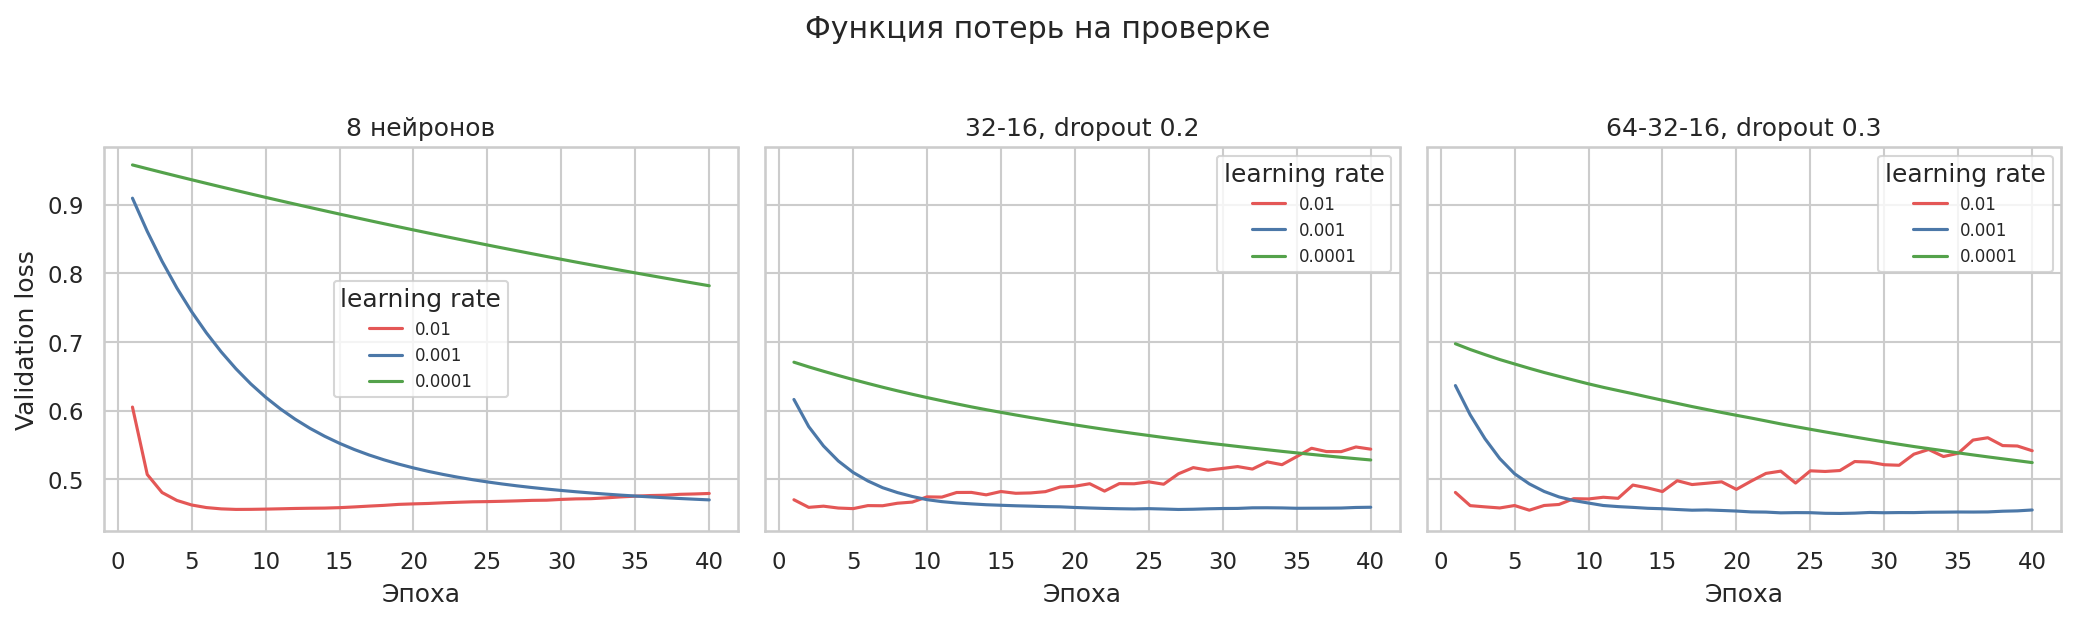 Функция потерь на проверке
8 нейронов
Validation loss
0.9
0.8
0.7
0.6
0.5
learning rate
0.01
0.001
0.0001
0 5 10 15 20 25 30 35 40
Эпоха
32-16, dropout 0.2
learning rate
0.01
0.001
0.0001
0 5 10 15 20 25 30 35 40
Эпоха
64-32-16, dropout 0.3
learning rate
0.01
0.001
0.0001
0 5 10 15 20 25 30 35 40
Эпоха